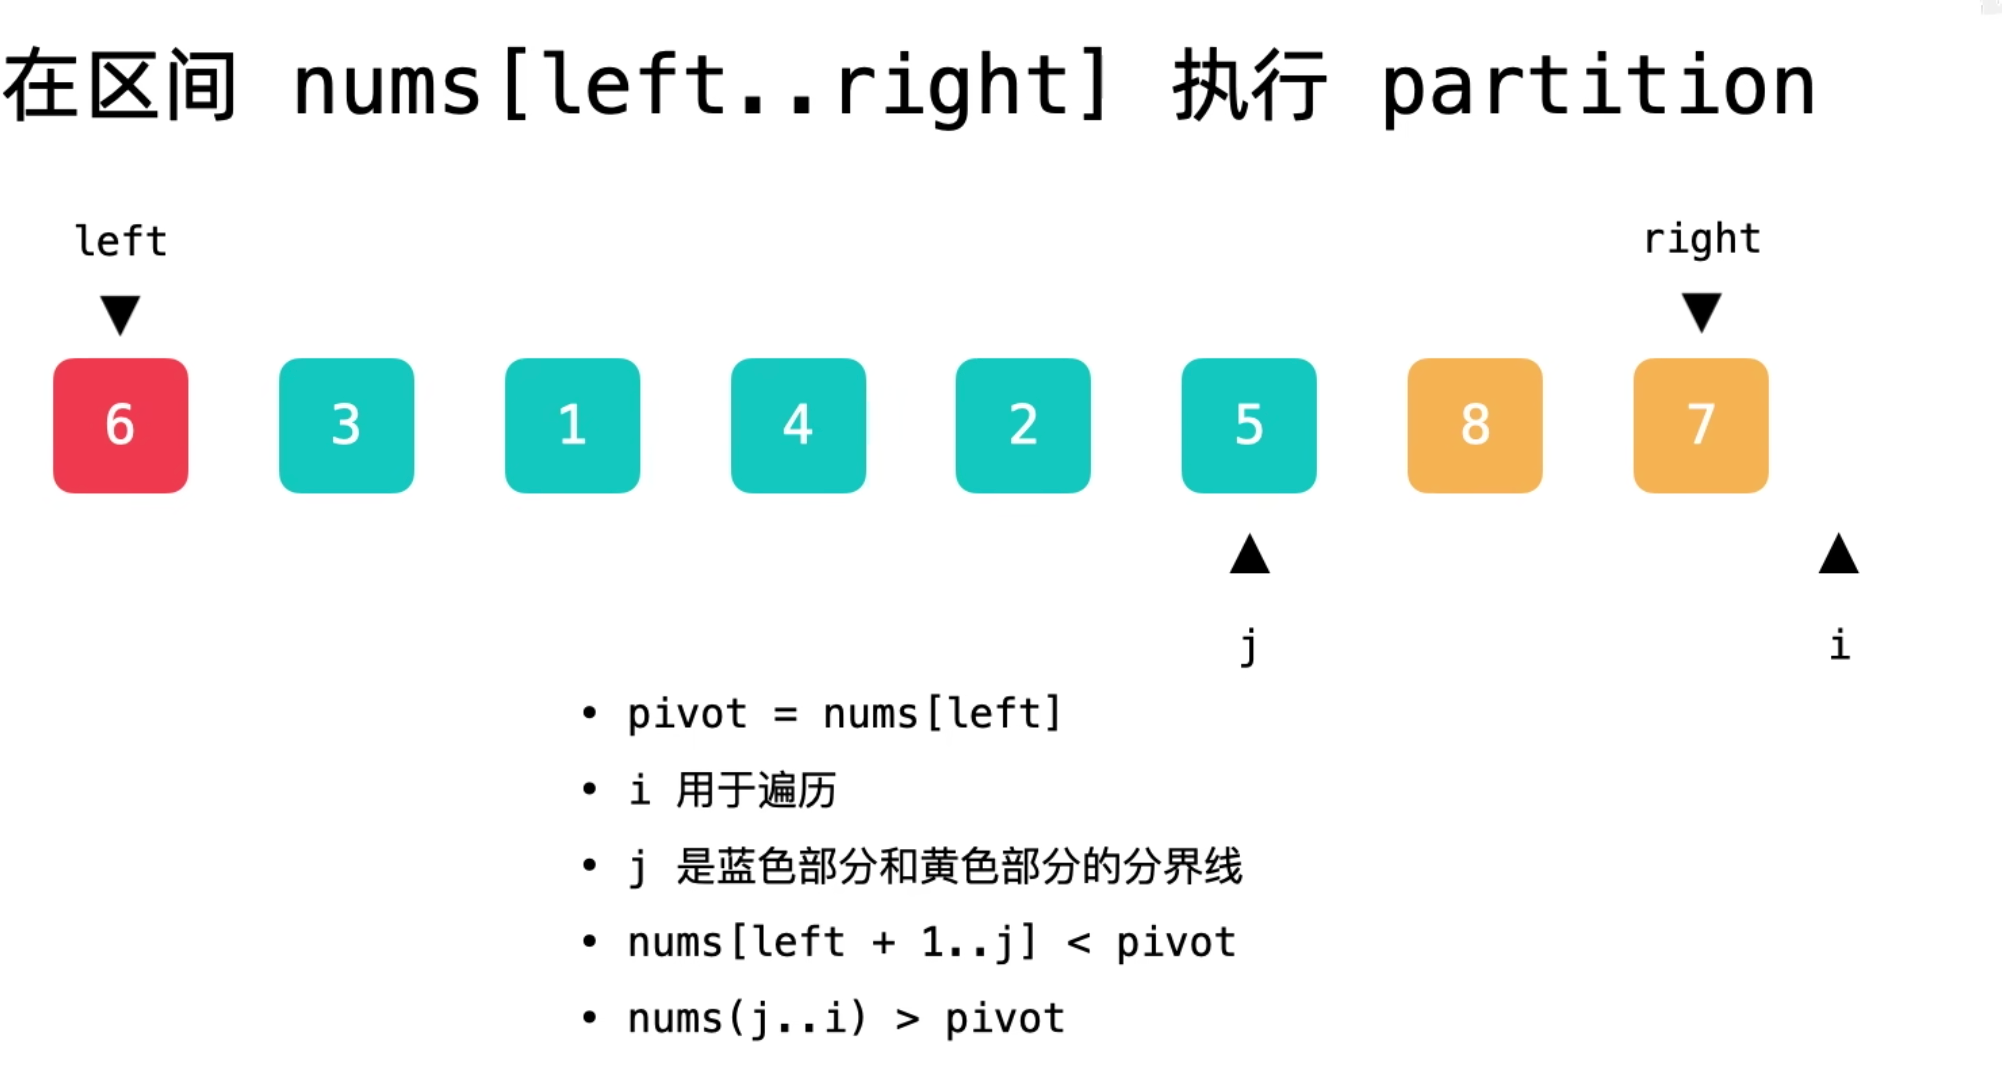 在区间 nums[left..right] 执行 partition
left right
6 3 1 4 2 5 8 7
j i
• pivot = nums[left]
• i 用于遍历
• j 是蓝色部分和黄色部分的分界线
• nums[left + 1..j] < pivot
• nums(j..i) > pivot